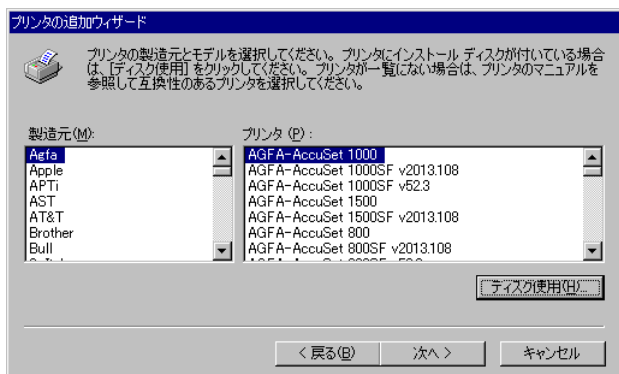 プリンタの追加ウィザード
プリンタの製造元とモデルを選択してください。プリンタにインストール ディスクが付いている場合
は、[ディスク使用] をクリックしてください。プリンタが一覧にない場合は、プリンタのマニュアルを
参照して互換性のあるプリンタを選択してください。
製造元(M):
プリンタ (P) :
Agfa
Apple
APTi
AST
AT&T
Brother
Bull
AGFA-AccuSet 1000
AGFA-AccuSet 1000SF v2013.108
AGFA-AccuSet 1000SF v52.3
AGFA-AccuSet 1500
AGFA-AccuSet 1500SF v2013.108
AGFA-AccuSet 800
AGFA-AccuSet 800SF v2013.108
ディスク使用(H)...
< 戻る(B)
次へ >
キャンセル